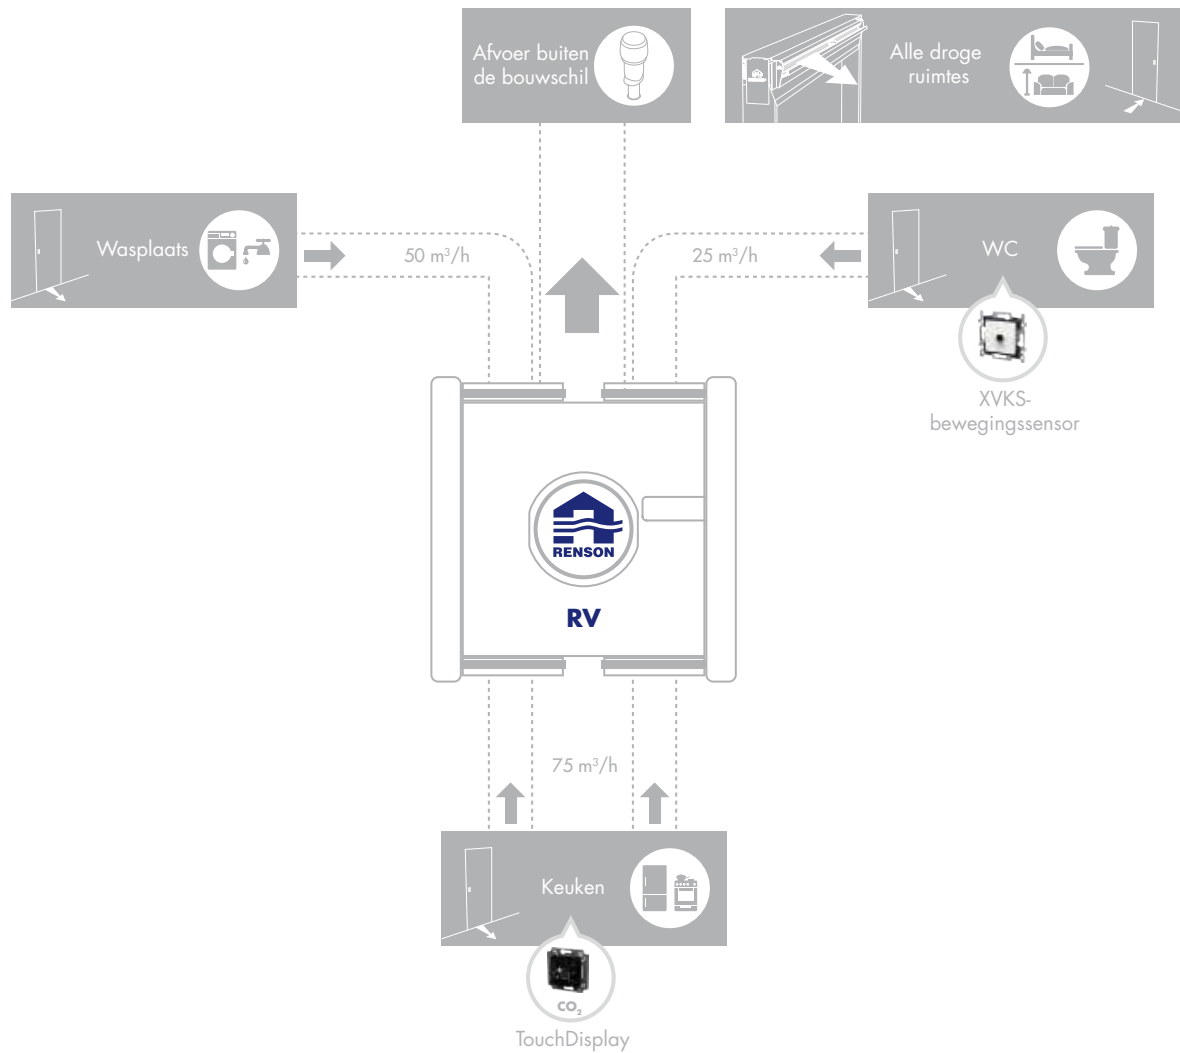 Afvoer buiten
de bouwschil
Alle droge
ruimtes
Wasplaats
50 m³/h
25 m³/h
WC
XVKS-
bewegingssensor
RENSON
RV
75 m³/h
Keuken
CO₂
TouchDisplay